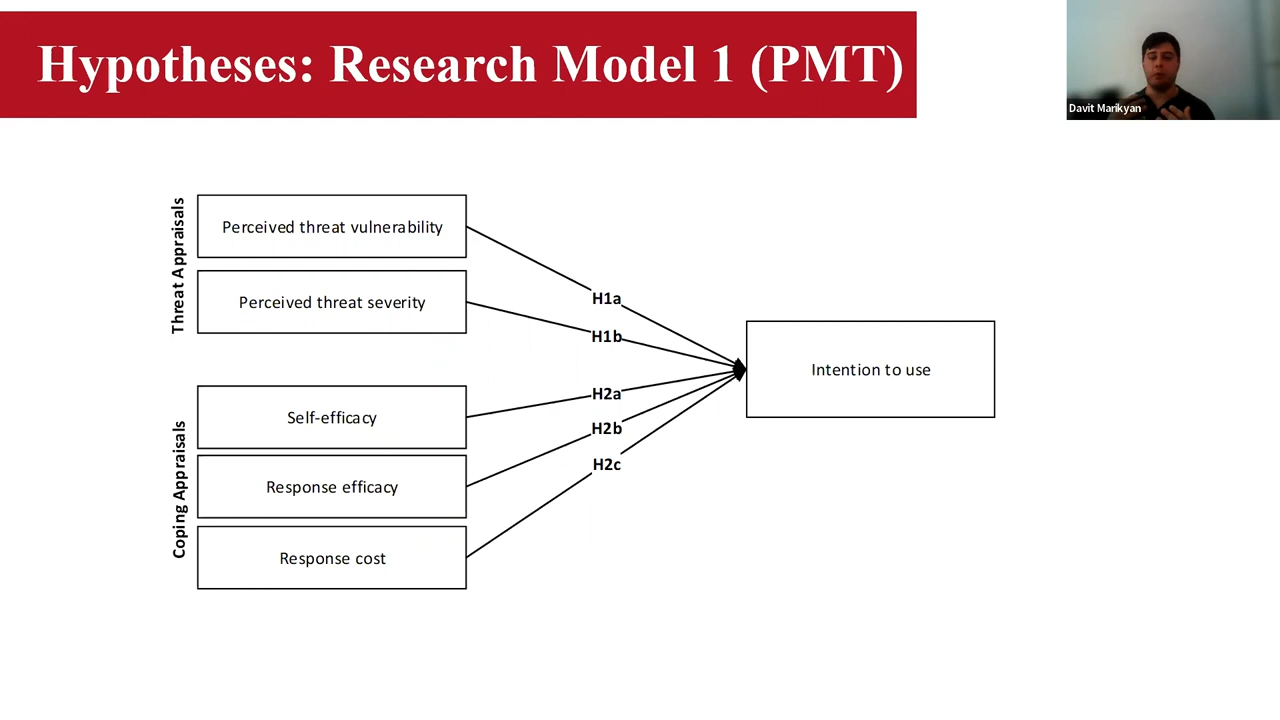 Hypotheses: Research Model 1 (PMT)
Davit Marikyan
Threat Appraisals
Perceived threat vulnerability
Perceived threat severity
H1a
H1b
Intention to use
Coping Appraisals
Self-efficacy
Response efficacy
Response cost
H2a
H2b
H2c